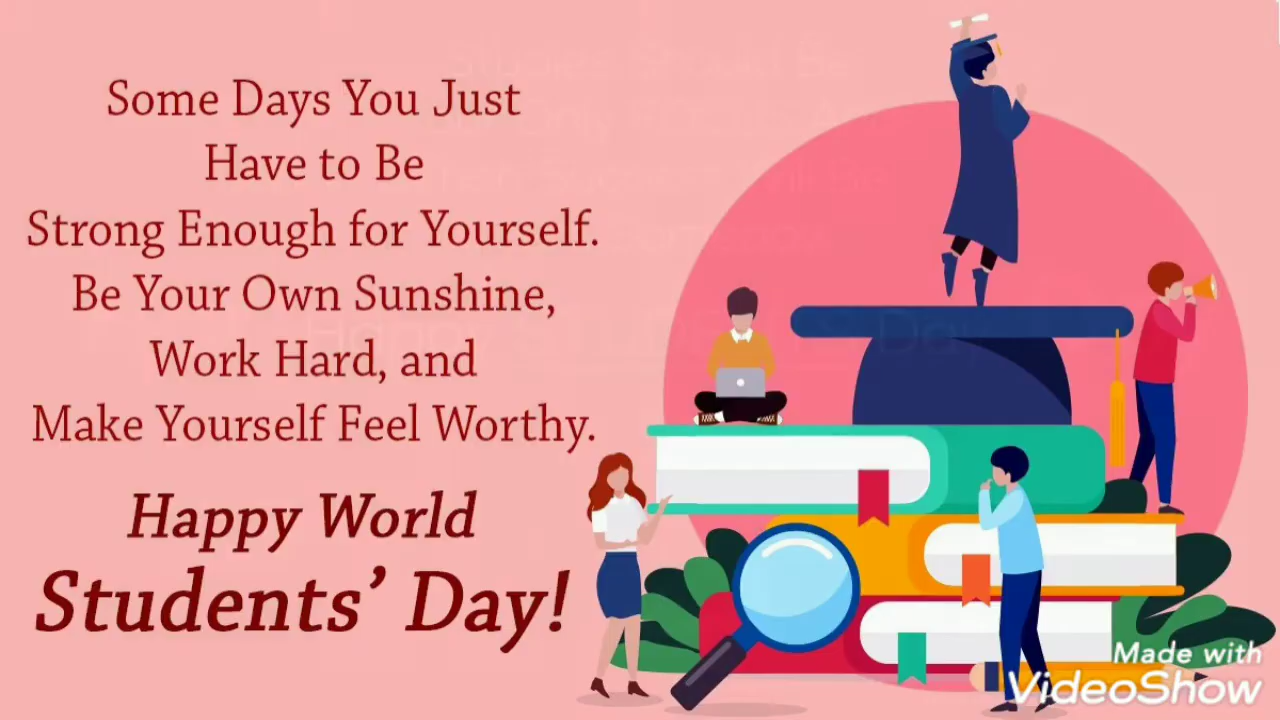 Some Days You Just
Have to Be
Strong Enough for Yourself.
Be Your Own Sunshine,
Work Hard, and
Make Yourself Feel Worthy.
Happy World
Students’ Day!
Made with
VideoShow